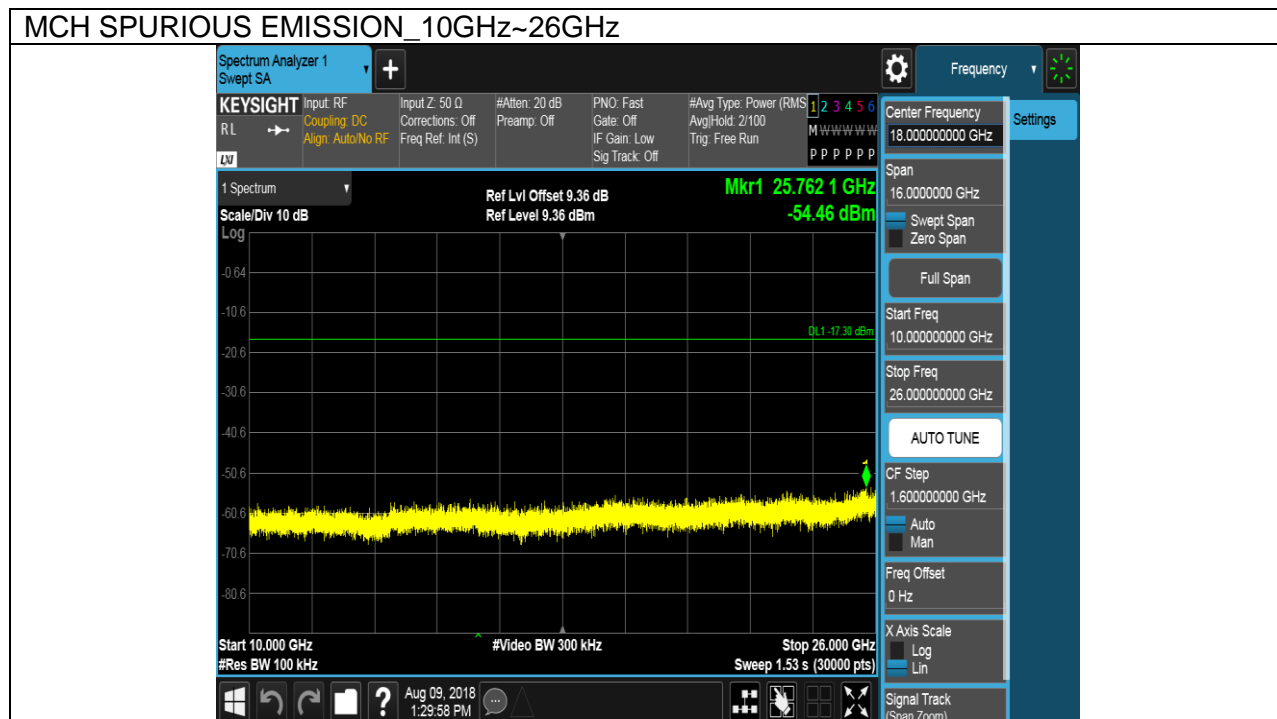 MCH SPURIOUS EMISSION_10GHz~26GHz
Spectrum Analyzer 1
Swept SA
+
Frequency
KEYSIGHT
RL
LXI
Input: RF
Coupling: DC
Align: Auto/No RF
Input Z: 50 Ω
Corrections: Off
Freq Ref: Int (S)
#Atten: 20 dB
Preamp: Off
PNO: Fast
Gate: Off
IF Gain: Low
Sig Track: Off
#Avg Type: Power (RMS
Avg|Hold: 2/100
Trig: Free Run
1 2 3 4 5 6
M W W W W W
P P P P P P
Center Frequency
18.000000000 GHz
Settings
1 Spectrum
Scale/Div 10 dB
Ref Lvl Offset 9.36 dB
Ref Level 9.36 dBm
Mkr1 25.762 1 GHz
-54.46 dBm
Span
16.0000000 GHz
Swept Span
Zero Span
Full Span
Log
-0.64
-10.6
DL1 -17.30 dBm
-20.6
-30.6
-40.6
-50.6
1
-60.6
-70.6
-80.6
Start Freq
10.000000000 GHz
Stop Freq
26.000000000 GHz
AUTO TUNE
CF Step
1.600000000 GHz
Auto
Man
Freq Offset
0 Hz
X Axis Scale
Log
Lin
Signal Track
(Span Zoom)
Start 10.000 GHz
#Video BW 300 kHz
Stop 26.000 GHz
#Res BW 100 kHz
Sweep 1.53 s (30000 pts)
?
Aug 09, 2018
1:29:58 PM